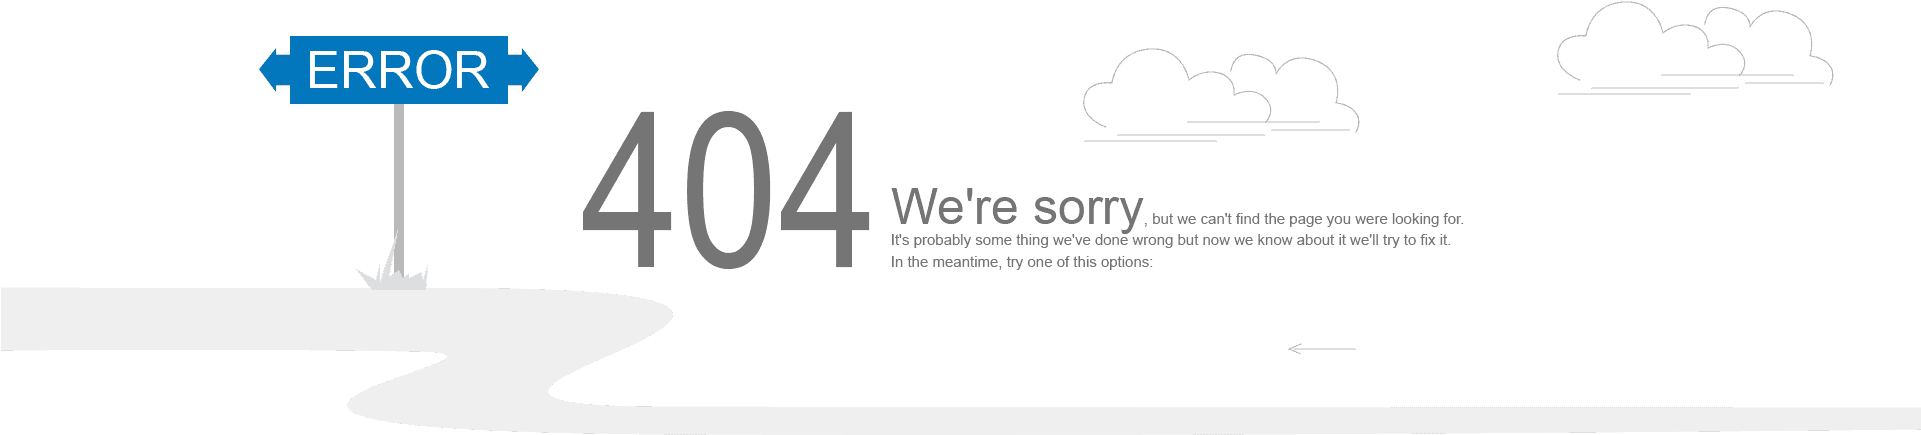 ERROR
404
We're sorry, but we can't find the page you were looking for.
It's probably some thing we've done wrong but now we know about it we'll try to fix it.
In the meantime, try one of this options: